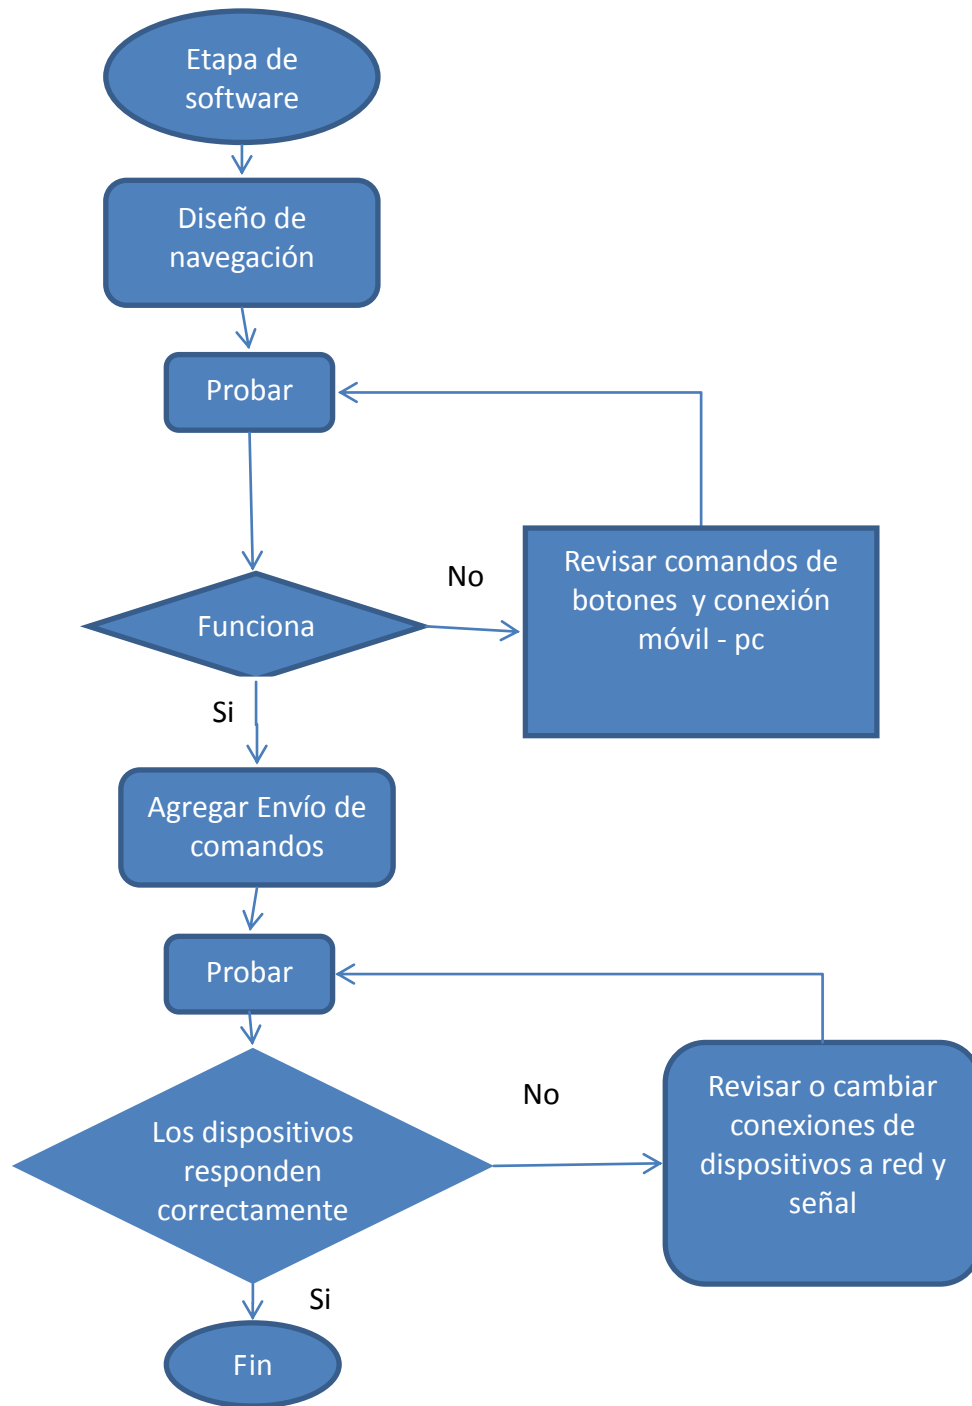 Etapa de
software
Diseño de
navegación
Probar
Funciona
No
Revisar comandos de
botones y conexión
móvil - pc
Si
Agregar Envío de
comandos
Probar
Los dispositivos
responden
correctamente
No
Revisar o cambiar
conexiones de
dispositivos a red y
señal
Si
Fin